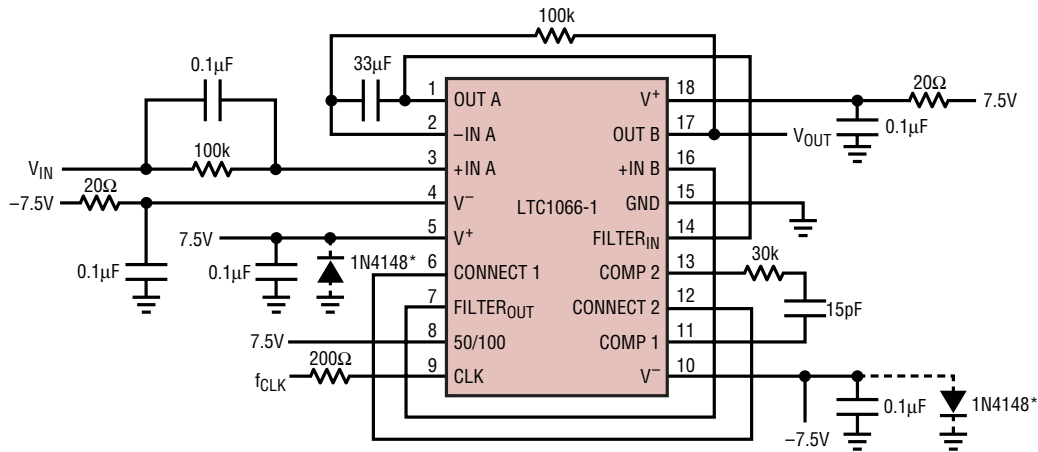 100k
0.1µF
33µF
100k
V_IN
20Ω
−7.5V
0.1µF
7.5V
0.1µF
1N4148*
7.5V
200Ω
f_CLK
1 OUT A
2 −IN A
3 +IN A
4 V⁻
5 V⁺
6 CONNECT 1
7 FILTER_OUT
8 50/100
9 CLK
LTC1066-1
V⁺ 18
OUT B 17
+IN B 16
GND 15
FILTER_IN 14
COMP 2 13
CONNECT 2 12
COMP 1 11
V⁻ 10
20Ω
7.5V
V_OUT
0.1µF
30k
15pF
0.1µF
1N4148*
−7.5V